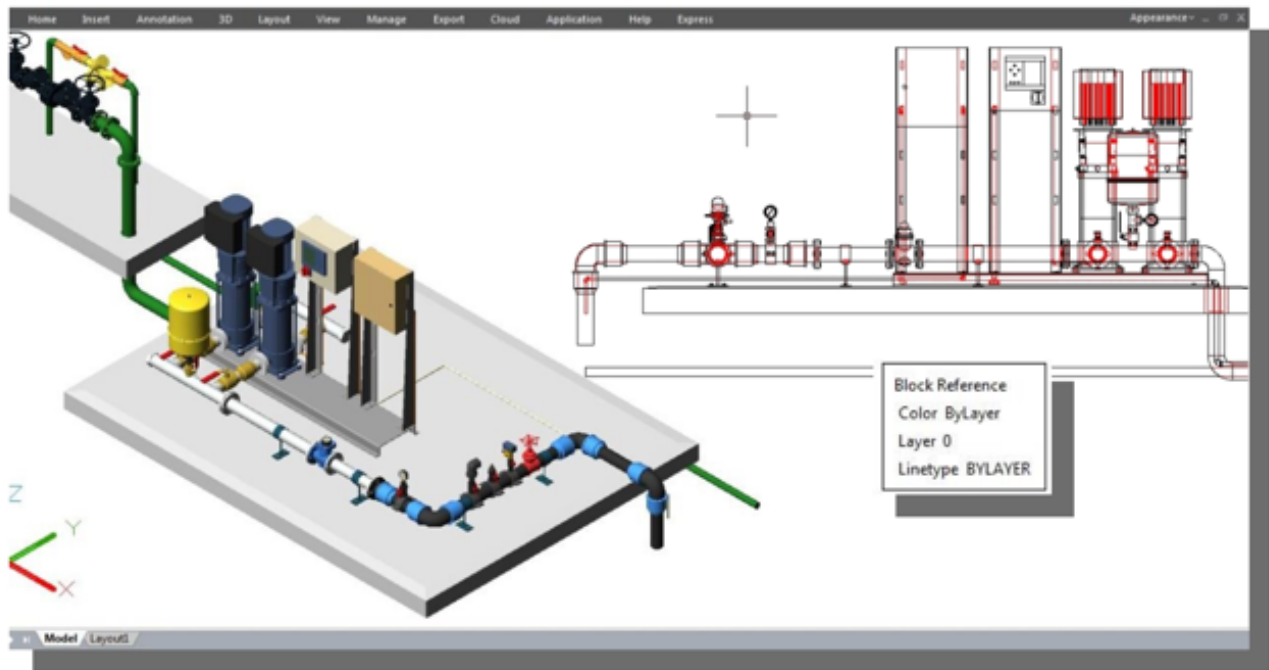 Home Insert Annotation 3D Layout View Manage Export Cloud Application Help Express Appearance
Block Reference
Color ByLayer
Layer 0
Linetype BYLAYER
Z
Y
X
Model Layout1